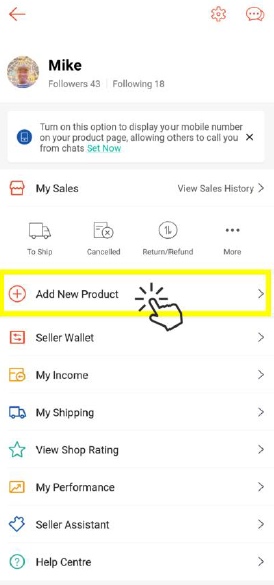 Mike
Followers 43 | Following 18
Turn on this option to display your mobile number
on your product page, allowing others to call you
from chats Set Now
My Sales
View Sales History
To Ship
Cancelled
Return/Refund
More
Add New Product
Seller Wallet
My Income
My Shipping
View Shop Rating
My Performance
Seller Assistant
Help Centre